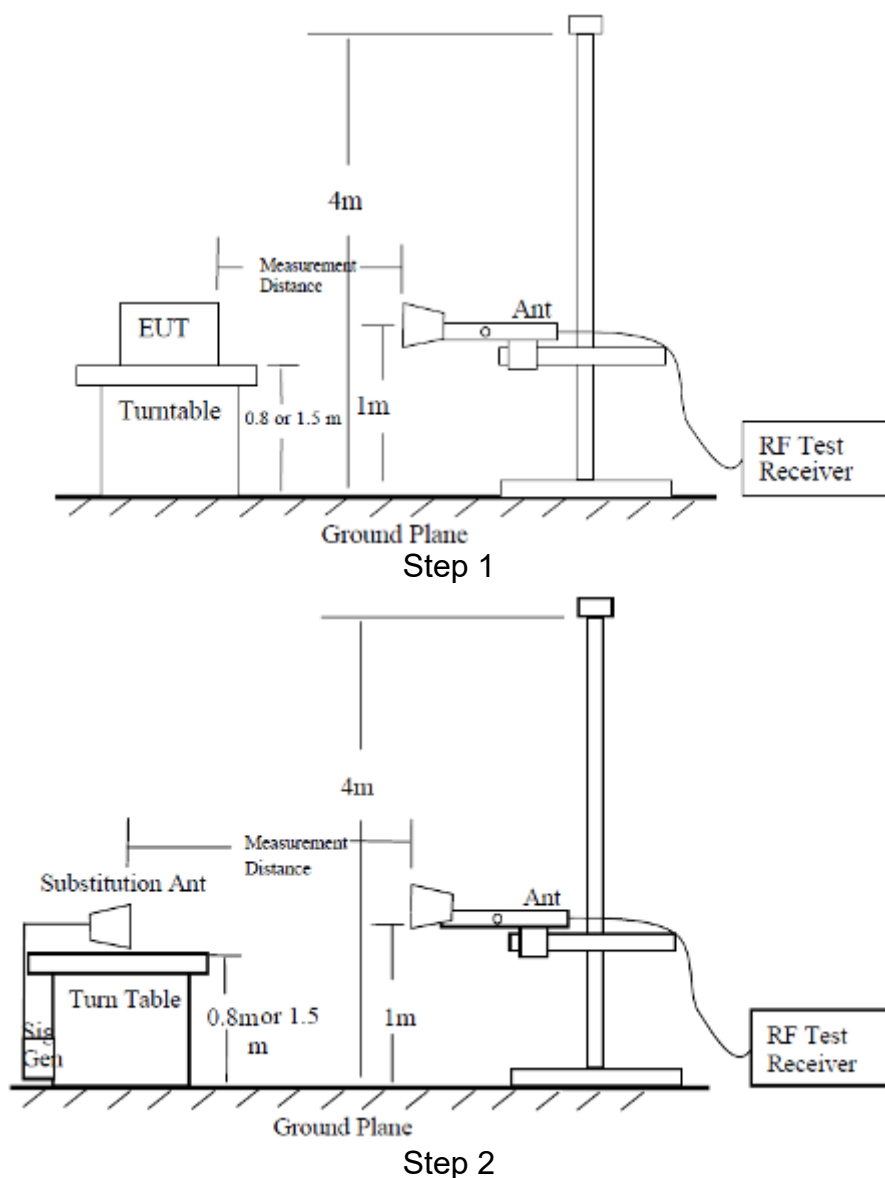 4m
Measurement
Distance
Ant
EUT
Turntable
0.8 or 1.5 m
1m
RF Test
Receiver
Ground Plane
Step 1
4m
Measurement
Distance
Substitution Ant
Ant
Turn Table
0.8m or 1.5
m
1m
Sig
Gen
RF Test
Receiver
Ground Plane
Step 2